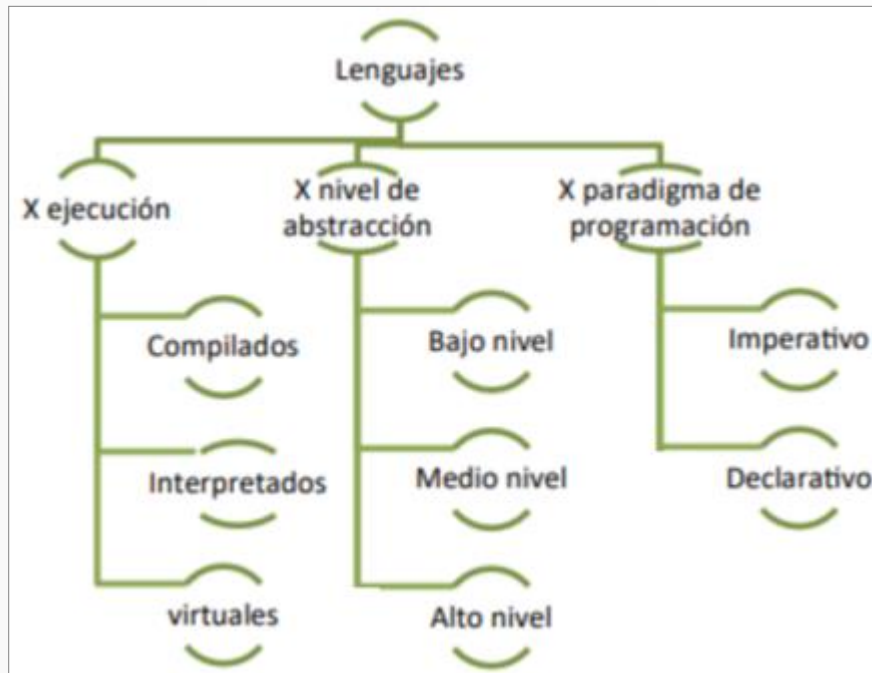 Lenguajes
X ejecución
X nivel de
abstracción
X paradigma de
programación
Compilados
Bajo nivel
Imperativo
Interpretados
Medio nivel
Declarativo
virtuales
Alto nivel